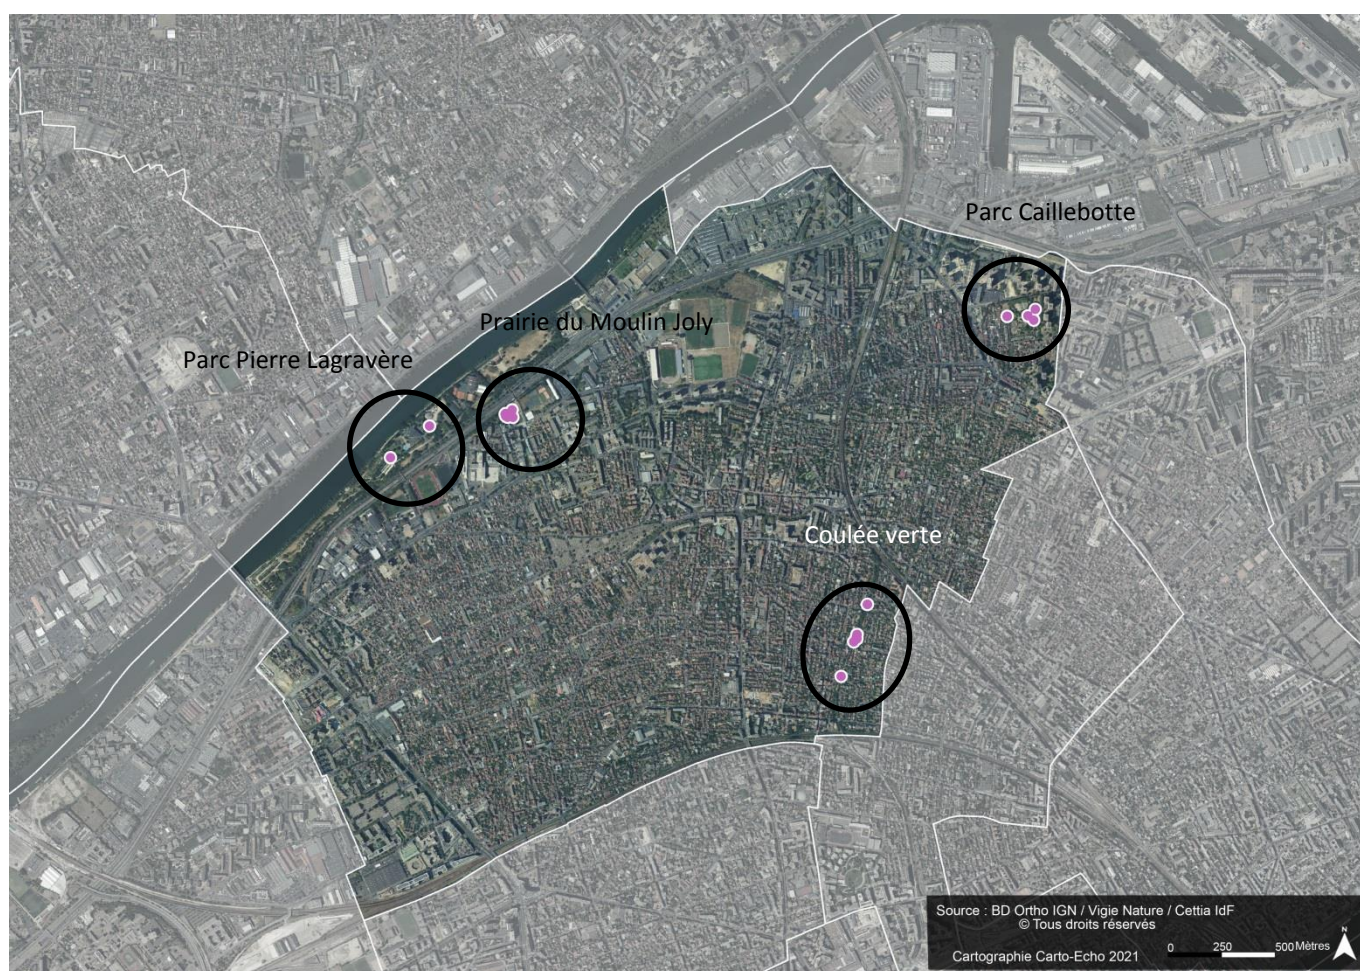 Parc Caillebotte
Prairie du Moulin Joly
Parc Pierre Lagravère
Coulée verte
Source : BD Ortho IGN / Vigie Nature / Cettia IdF
© Tous droits réservés
Cartographie Carto-Echo 2021
0 250 500 Mètres
N